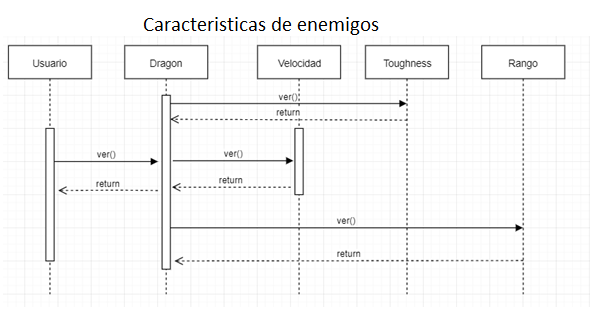 Caracteristicas de enemigos
Usuario
Dragon
Velocidad
Toughness
Rango
ver()
return
ver()
ver()
return
return
ver()
return